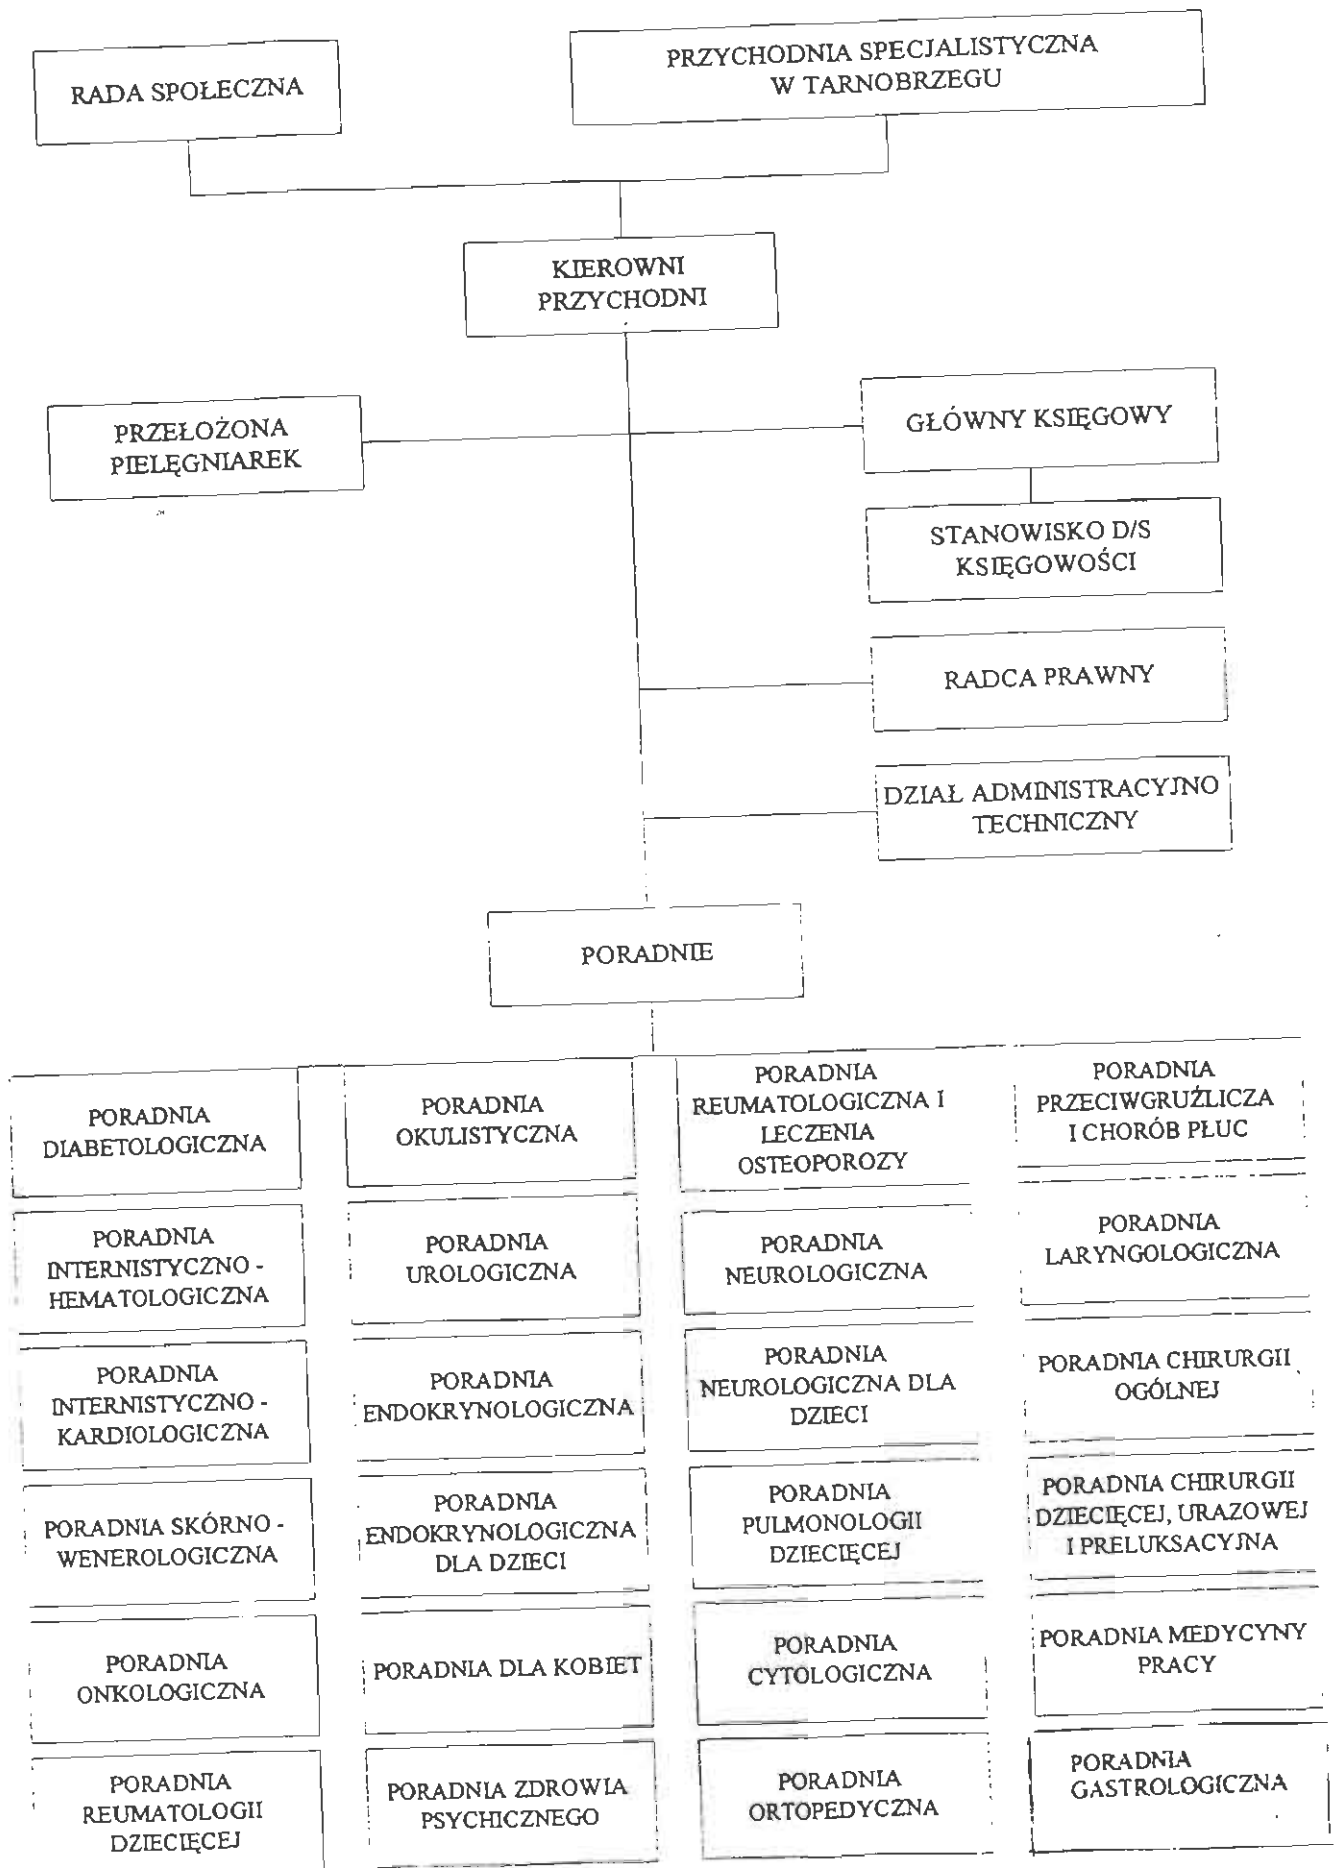 RADA SPOŁECZNA
PRZYCHODNIA SPECJALISTYCZNA
W TARNOBRZEGU
KIEROWNI
PRZYCHODNI
PRZEŁOŻONA
PIELĘGNIAREK
GŁÓWNY KSIĘGOWY
STANOWISKO D/S
KSIĘGOWOŚCI
RADCA PRAWNY
DZIAŁ ADMINISTRACYJNO
TECHNICZNY
PORADNIE
PORADNIA
DIABETOLOGICZNA
PORADNIA
OKULISTYCZNA
PORADNIA
REUMATOLOGICZNA I
LECZENIA
OSTEOPOROZY
PORADNIA
PRZECIWGRUŹLICZA
I CHORÓB PŁUC
PORADNIA
INTERNISTYCZNO -
HEMATOLOGICZNA
PORADNIA
UROLOGICZNA
PORADNIA
NEUROLOGICZNA
PORADNIA
LARYNGOLOGICZNA
PORADNIA
INTERNISTYCZNO -
KARDIOLOGICZNA
PORADNIA
ENDOKRYNOLOGICZNA
PORADNIA
NEUROLOGICZNA DLA
DZIECI
PORADNIA CHIRURGII
OGÓLNEJ
PORADNIA SKÓRNO -
WENEROLOGICZNA
PORADNIA
ENDOKRYNOLOGICZNA
DLA DZIECI
PORADNIA
PULMONOLOGII
DZIECIĘCEJ
PORADNIA CHIRURGII
DZIECIĘCEJ, URAZOWEJ
I PRELUKSACYJNA
PORADNIA
ONKOLOGICZNA
PORADNIA DLA KOBIET
PORADNIA
CYTOLOGICZNA
PORADNIA MEDYCYNY
PRACY
PORADNIA
REUMATOLOGII
DZIECIĘCEJ
PORADNIA ZDROWIA
PSYCHICZNEGO
PORADNIA
ORTOPEDYCZNA
PORADNIA
GASTROLOGICZNA